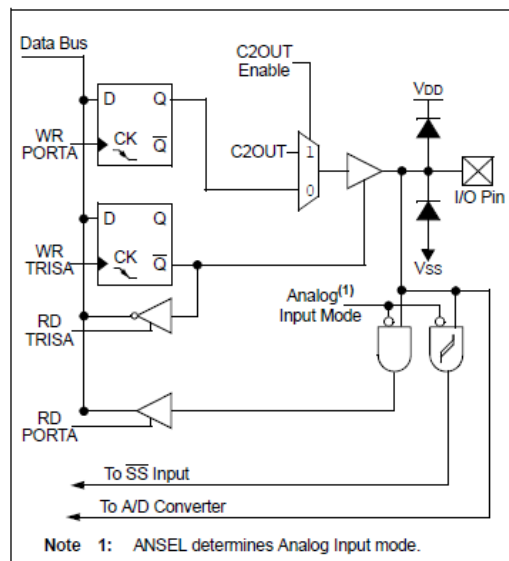 Data Bus
C2OUT
Enable
VDD
D Q
WR
PORTA
CK Q
C2OUT
1
0
I/O Pin
D Q
WR
TRISA
CK Q
VSS
Analog(1)
Input Mode
RD
TRISA
RD
PORTA
To SS Input
To A/D Converter
Note 1: ANSEL determines Analog Input mode.